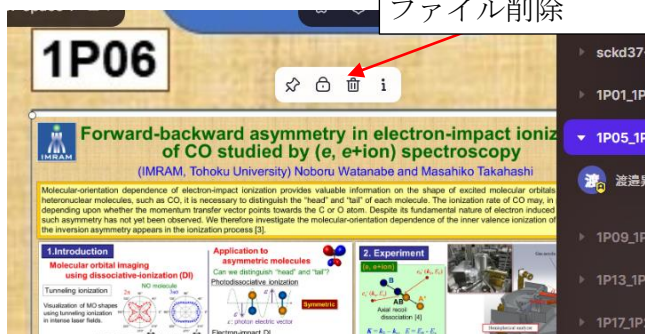 ファイル削除
1P06
sckd37
1P01_1P
1P05_1P
渡邉
1P09_1P
1P13_1P
1P17_1P
IMRAM
Forward-backward asymmetry in electron-impact ioniz
of CO studied by (e, e+ion) spectroscopy
(IMRAM, Tohoku University) Noboru Watanabe and Masahiko Takahashi
Molecular-orientation dependence of electron-impact ionization provides valuable information on the shape of excited molecular orbitals
heteronuclear molecules, such as CO, it is necessary to distinguish the "head" and "tail" of each molecule. The ionization rate of CO may, in
depending upon whether the momentum transfer vector points towards the C or O atom. Despite its fundamental nature of electron induced
such asymmetry has not yet been observed. We therefore investigate the molecular-orientation dependence of the inner valence ionization of
the inversion asymmetry appears in the ionization process [3].
1.Introduction
Molecular orbital imaging
using dissociative-ionization (DI)
Tunneling ionization
NO molecule
2π
Visualization of MO shapes
using tunneling ionization
in intense laser fields.
Application to
asymmetric molecules
Can we distinguish "head" and "tail"?
Photodissociative ionization
Symmetric
ε : photon electric vector
Electron-impact DI
2. Experiment
(e, e+ion)
B
AB
A⁺
Axial recoil
dissociation [4]